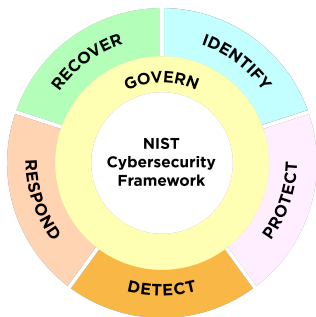 RECOVER
IDENTIFY
GOVERN
NIST
Cybersecurity
Framework
RESPOND
PROTECT
DETECT